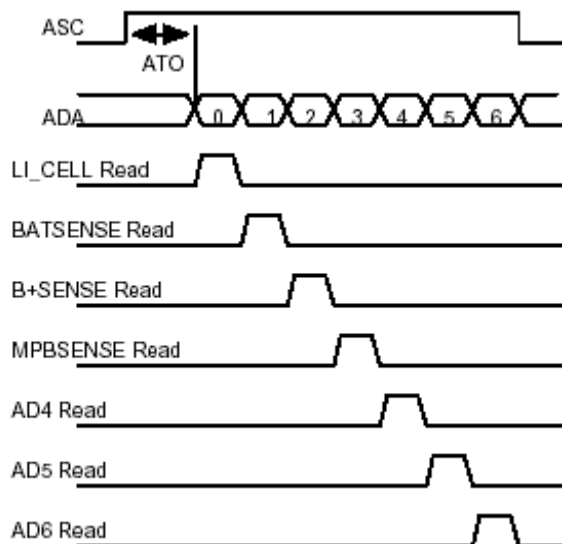 ASC
ATO
ADA 0 1 2 3 4 5 6
LI_CELL Read
BATSENSE Read
B+SENSE Read
MPBSENSE Read
AD4 Read
AD5 Read
AD6 Read